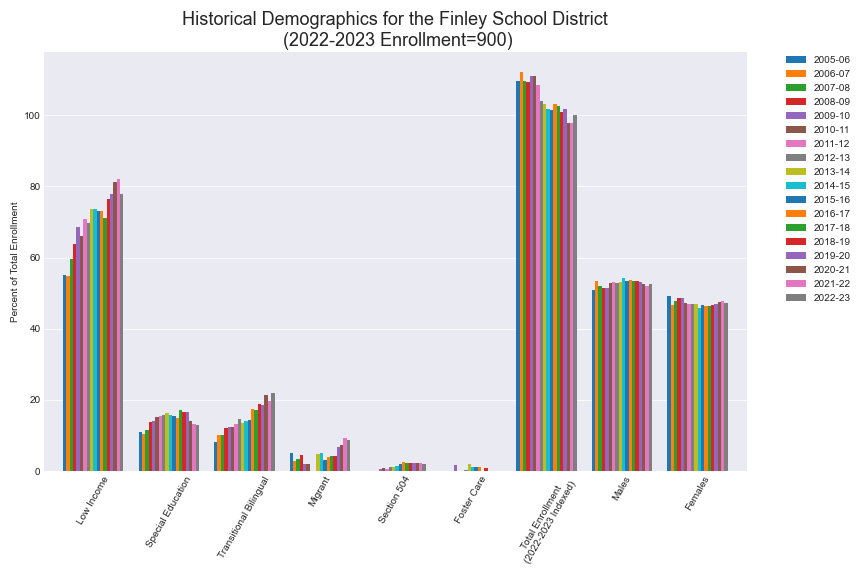 Historical Demographics for the Finley School District
(2022-2023 Enrollment=900)
Percent of Total Enrollment
100
80
60
40
20
0
Low Income
Special Education
Transitional Bilingual
Migrant
Section 504
Foster Care
Total Enrollment
(2022-2023 Indexed)
Males
Females
2005-06
2006-07
2007-08
2008-09
2009-10
2010-11
2011-12
2012-13
2013-14
2014-15
2015-16
2016-17
2017-18
2018-19
2019-20
2020-21
2021-22
2022-23